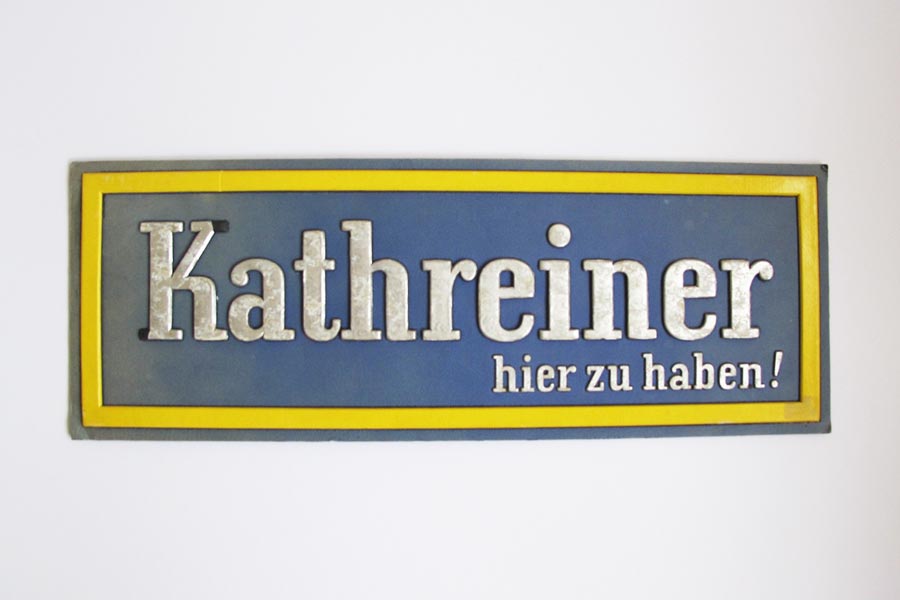 Kathreiner
hier zu haben!